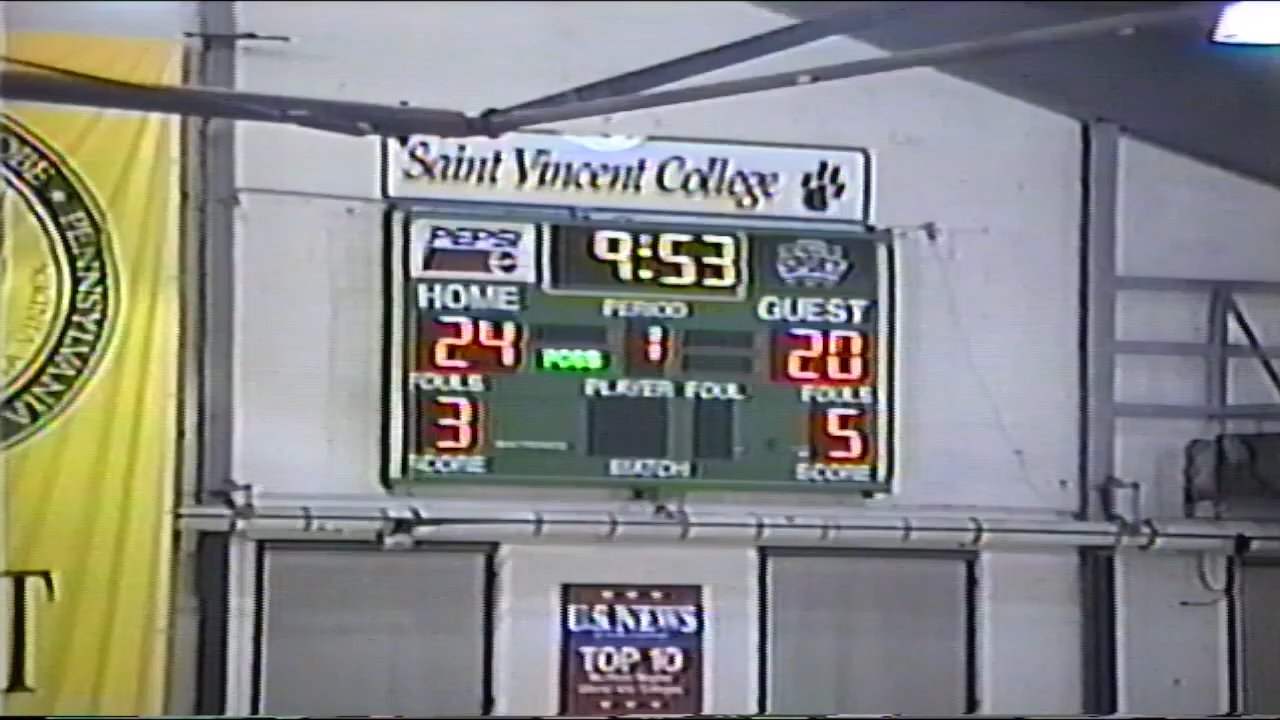 Saint Vincent College
PEPSI
9:53
HOME
PERIOD
GUEST
24
POSS
1
20
FOULS
PLAYER FOUL
FOULS
3
5
SCORE
MATCH
SCORE
PENNSYLVANIA
T
U.S. NEWS
TOP 10